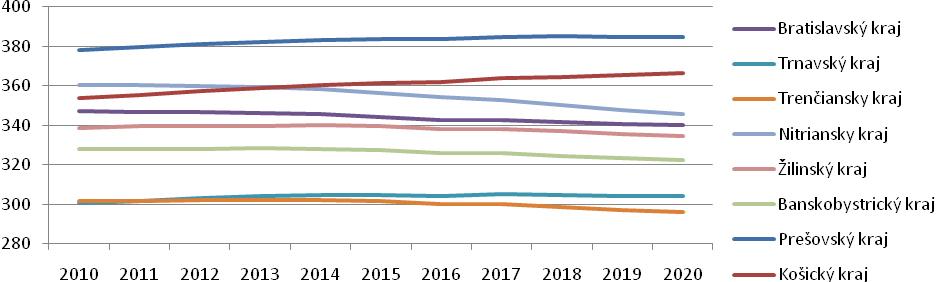 400
380
360
340
320
300
280
2010 2011 2012 2013 2014 2015 2016 2017 2018 2019 2020
Bratislavský kraj
Trnavský kraj
Trenčiansky kraj
Nitriansky kraj
Žilinský kraj
Banskobystrický kraj
Prešovský kraj
Košický kraj